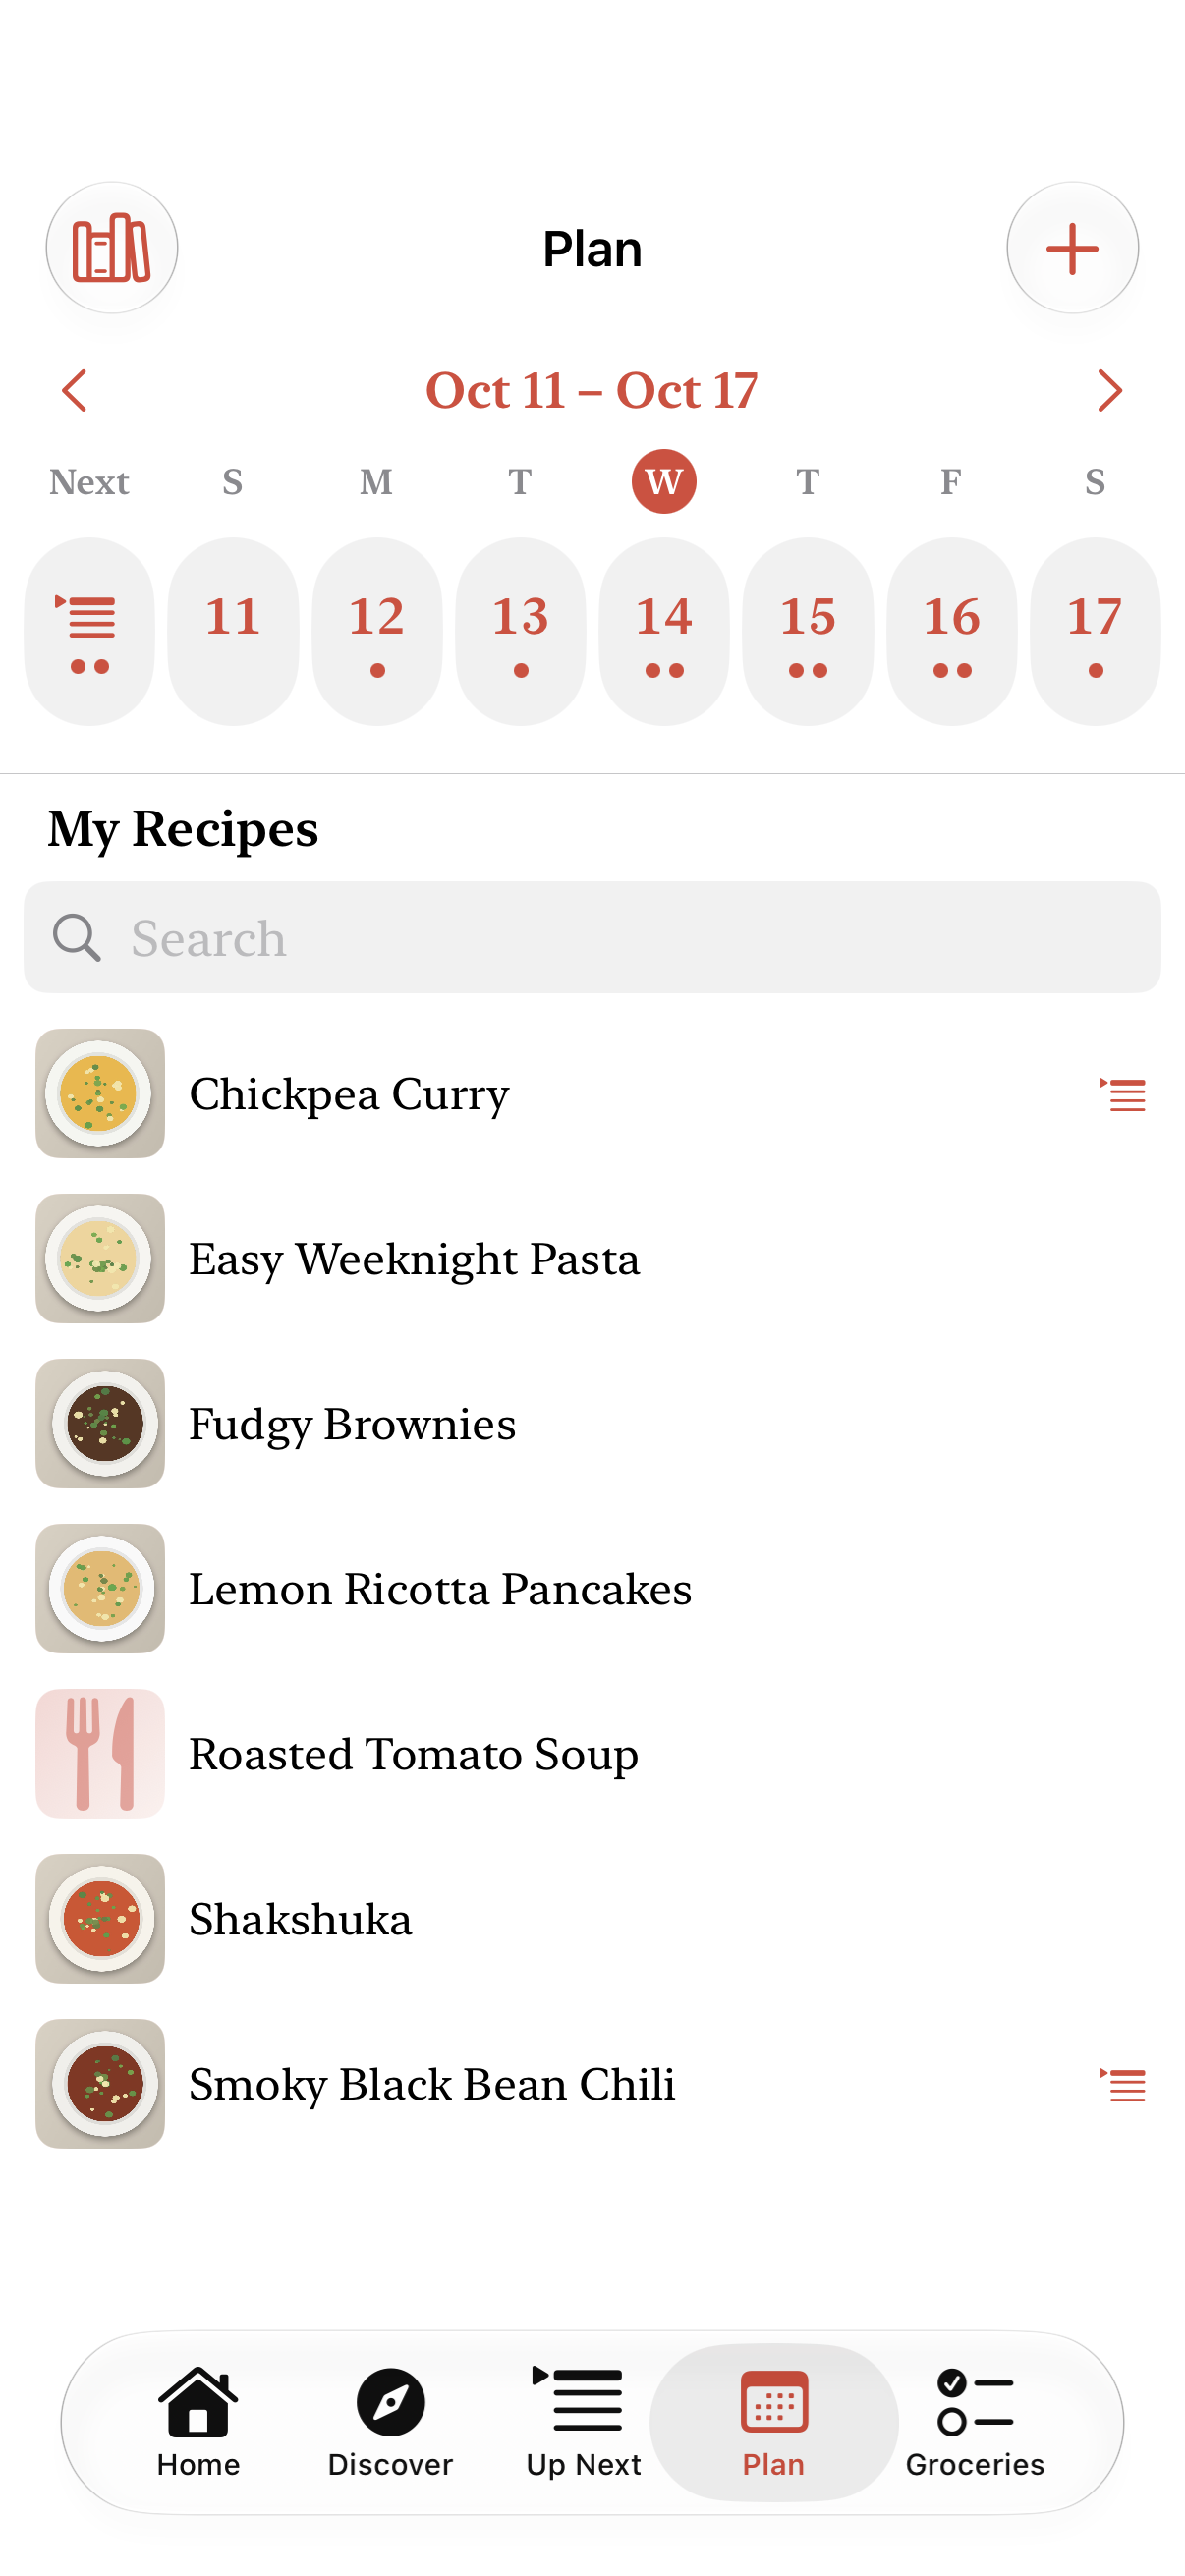 Plan
Oct 11 – Oct 17
Next S M T W T F S
11 12 13 14 15 16 17
My Recipes
Search
Chickpea Curry
Easy Weeknight Pasta
Fudgy Brownies
Lemon Ricotta Pancakes
Roasted Tomato Soup
Shakshuka
Smoky Black Bean Chili
Home Discover Up Next Plan Groceries